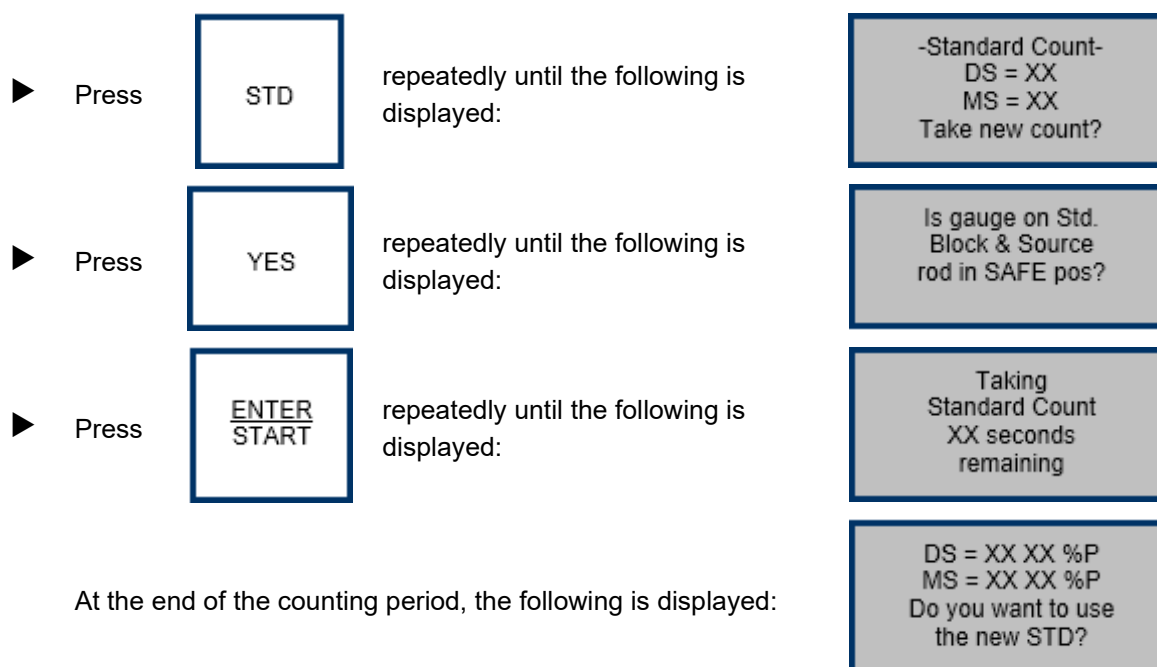 Press
STD
repeatedly until the following is
displayed:
-Standard Count-
DS = XX
MS = XX
Take new count?
Press
YES
repeatedly until the following is
displayed:
Is gauge on Std.
Block & Source
rod in SAFE pos?
Press
ENTER
START
repeatedly until the following is
displayed:
Taking
Standard Count
XX seconds
remaining
At the end of the counting period, the following is displayed:
DS = XX XX %P
MS = XX XX %P
Do you want to use
the new STD?